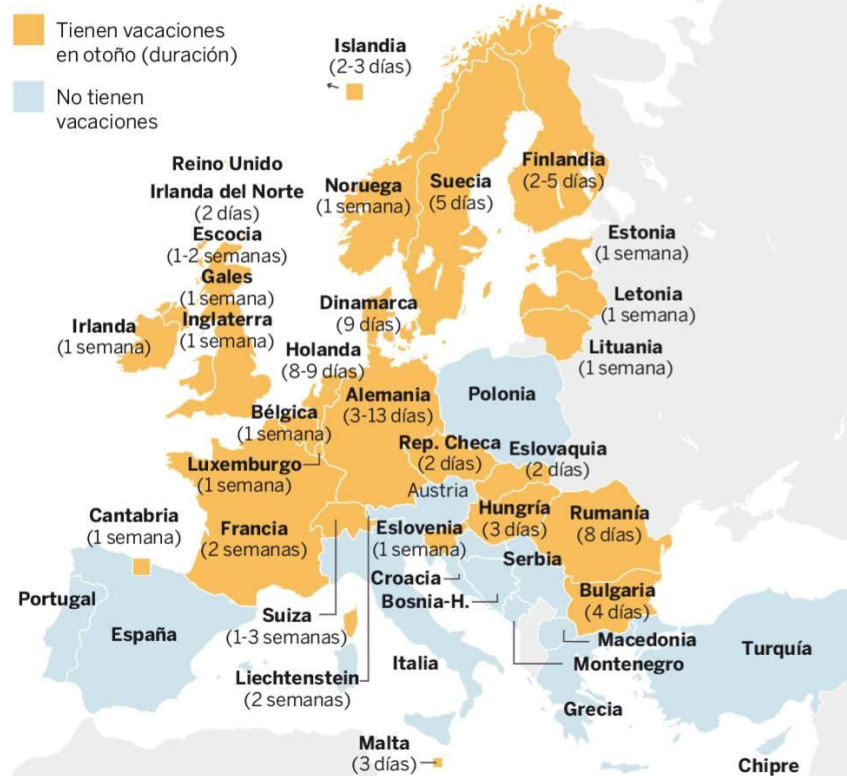 Tienen vacaciones
en otoño (duración)
No tienen
vacaciones
Islandia
(2-3 días)
Reino Unido
Irlanda del Norte
(2 días)
Escocia
(1-2 semanas)
Gales
(1 semana)
Inglaterra
(1 semana)
Irlanda
(1 semana)
Noruega
(1 semana)
Suecia
(5 días)
Finlandia
(2-5 días)
Estonia
(1 semana)
Letonia
(1 semana)
Lituania
(1 semana)
Dinamarca
(9 días)
Holanda
(8-9 días)
Alemania
(3-13 días)
Polonia
Bélgica
(1 semana)
Luxemburgo
(1 semana)
Rep. Checa
(2 días)
Eslovaquia
(2 días)
Austria
Hungría
(3 días)
Rumanía
(8 días)
Cantabria
(1 semana)
Francia
(2 semanas)
Eslovenia
(1 semana)
Serbia
Croacia
Bosnia-H.
Bulgaria
(4 días)
Portugal
España
Suiza
(1-3 semanas)
Liechtenstein
(2 semanas)
Italia
Macedonia
Montenegro
Turquía
Grecia
Malta
(3 días)
Chipre